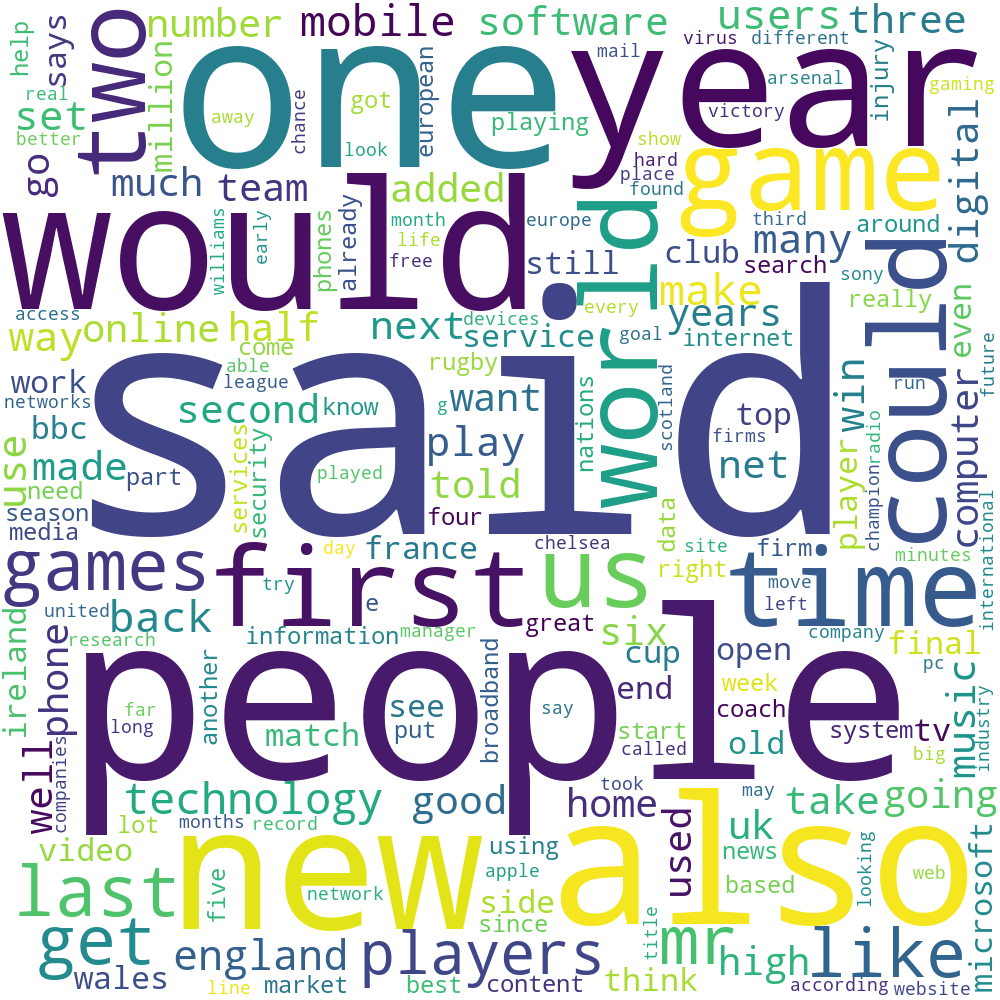 help
says
two
number
million
mobile
software
users
three
real
set
better
go
one
away
chance
look
got
european
playing
mail
virus
different
arsenal
victory
year
injury
gaming
show
hard
place
found
game
digital
much
team
added
williams
early
phones
already
month
life
free
europe
still
would
world
club
many
third
search
around
sony
could
even
access
way
online
half
next
devices
service
every
goal
make
years
internet
really
future
come
able
league
work
networks
bbc
second
know
rugby
g
want
nations
scotland
top
firms
win
run
computer
use
made
need
part
services
security
played
said
play
told
net
player
radio
champion
season
media
four
data
international
games
day
first
try
france
e
chelsea
us
site
right
firm
move
left
time
minutes
ireland
united
research
back
phone
another
information
manager
great
six
cup
end
open
company
final
pc
well
companies
far
long
match
people
see
put
broadband
say
start
called
week
coach
old
system
tv
big
music
industry
technology
good
took
home
may
take
going
lot
months
record
video
five
new
using
apple
network
also
used
uk
news
based
looking
web
microsoft
last
side
since
get
england
wales
line
market
players
best
content
think
title
mr
high
according
like
website